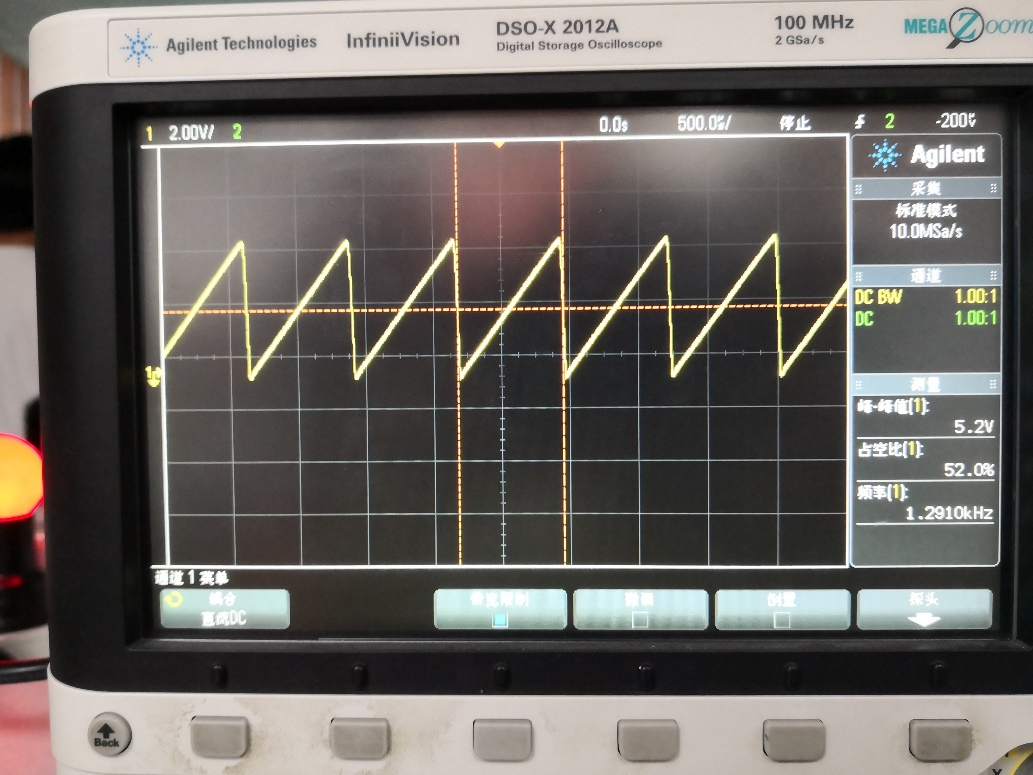 Agilent Technologies InfiniiVision DSO-X 2012A 100 MHz MEGA Zoom
Digital Storage Oscilloscope 2 GSa/s
1 2.00V/ 2 0.0s 500.0㎲/ 停止 2 -200㎷
Agilent
采集
标准模式
10.0MSa/s
通道
DC BW 1.00:1
DC 1.00:1
测量
峰-峰值(1):
5.2V
占空比(1):
52.0%
频率(1):
1.2910kHz
通道 1 菜单
耦合 带宽限制 微调 倒置 探头
直流DC
Back